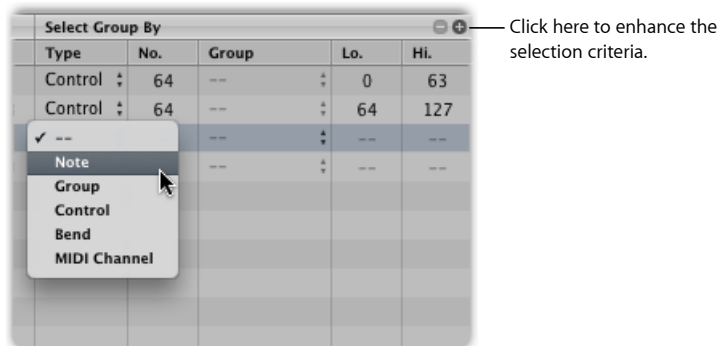 Select Group By
Click here to enhance the
selection criteria.
Type No. Group Lo. Hi.
Control 64 -- 0 63
Control 64 -- 64 127
✓ -- -- -- --
Note -- -- --
Group
Control
Bend
MIDI Channel